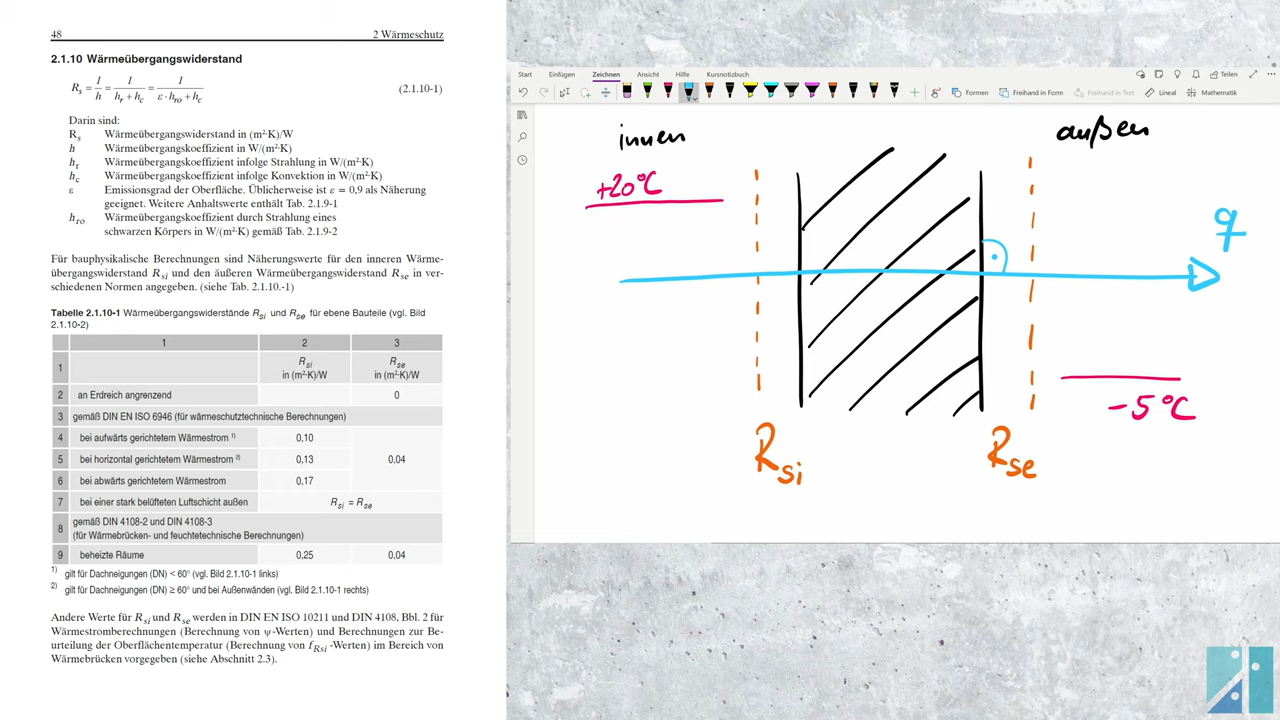 48 2 Wärmeschutz
2.1.10 Wärmeübergangswiderstand
R_s = 1/h = 1/(h_r + h_c) = 1/(ε · h_ro + h_c) (2.1.10-1)
Darin sind:
R_s Wärmeübergangswiderstand in (m²·K)/W
h Wärmeübergangskoeffizient in W/(m²·K)
h_r Wärmeübergangskoeffizient infolge Strahlung in W/(m²·K)
h_c Wärmeübergangskoeffizient infolge Konvektion in W/(m²·K)
ε Emissionsgrad der Oberfläche. Üblicherweise ist ε = 0,9 als Näherung
geeignet. Weitere Anhaltswerte enthält Tab. 2.1.9-1
h_ro Wärmeübergangskoeffizient durch Strahlung eines
schwarzen Körpers in W/(m²·K) gemäß Tab. 2.1.9-2
Für bauphysikalische Berechnungen sind Näherungswerte für den inneren Wärme-
übergangswiderstand R_si und den äußeren Wärmeübergangswiderstand R_se in ver-
schiedenen Normen angegeben. (siehe Tab. 2.1.10.-1)
Tabelle 2.1.10-1 Wärmeübergangswiderstände R_si und R_se für ebene Bauteile (vgl. Bild
2.1.10-2)
1 2 3
1 R_si in (m²·K)/W R_se in (m²·K)/W
2 an Erdreich angrenzend 0
3 gemäß DIN EN ISO 6946 (für wärmeschutztechnische Berechnungen)
4 bei aufwärts gerichtetem Wärmestrom 1) 0,10
5 bei horizontal gerichtetem Wärmestrom 2) 0,13 0,04
6 bei abwärts gerichtetem Wärmestrom 0,17
7 bei einer stark belüfteten Luftschicht außen R_si = R_se
8 gemäß DIN 4108-2 und DIN 4108-3
(für Wärmebrücken- und feuchtetechnische Berechnungen)
9 beheizte Räume 0,25 0,04
1) gilt für Dachneigungen (DN) < 60° (vgl. Bild 2.1.10-1 links)
2) gilt für Dachneigungen (DN) ≥ 60° und bei Außenwänden (vgl. Bild 2.1.10-1 rechts)
Andere Werte für R_si und R_se werden in DIN EN ISO 10211 und DIN 4108, Bbl. 2 für
Wärmestromberechnungen (Berechnung von ψ-Werten) und Berechnungen zur Be-
urteilung der Oberflächentemperatur (Berechnung von f_Rsi -Werten) im Bereich von
Wärmebrücken vorgegeben (siehe Abschnitt 2.3).
Start Einfügen Zeichnen Ansicht Hilfe Kursnotizbuch Teilen
Formen Freihand in Form Freihand in Text Lineal Mathematik
innen außen
+20°C
q
-5°C
R_si R_se